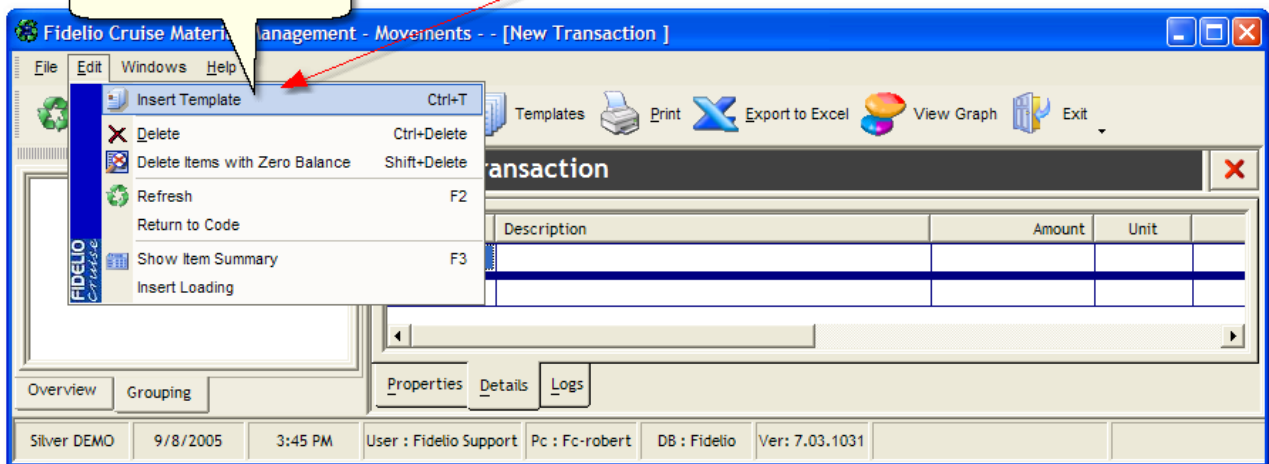 Fidelio Cruise Materi Management - Movements - - [New Transaction ]
File Edit Windows Help
Insert Template Ctrl+T
Delete Ctrl+Delete
Delete Items with Zero Balance Shift+Delete
Refresh F2
Return to Code
Show Item Summary F3
Insert Loading
FIDELIO
cruise
Templates Print Export to Excel View Graph Exit
ansaction
Description Amount Unit
Overview Grouping
Properties Details Logs
Silver DEMO 9/8/2005 3:45 PM User : Fidelio Support Pc : Fc-robert DB : Fidelio Ver: 7.03.1031